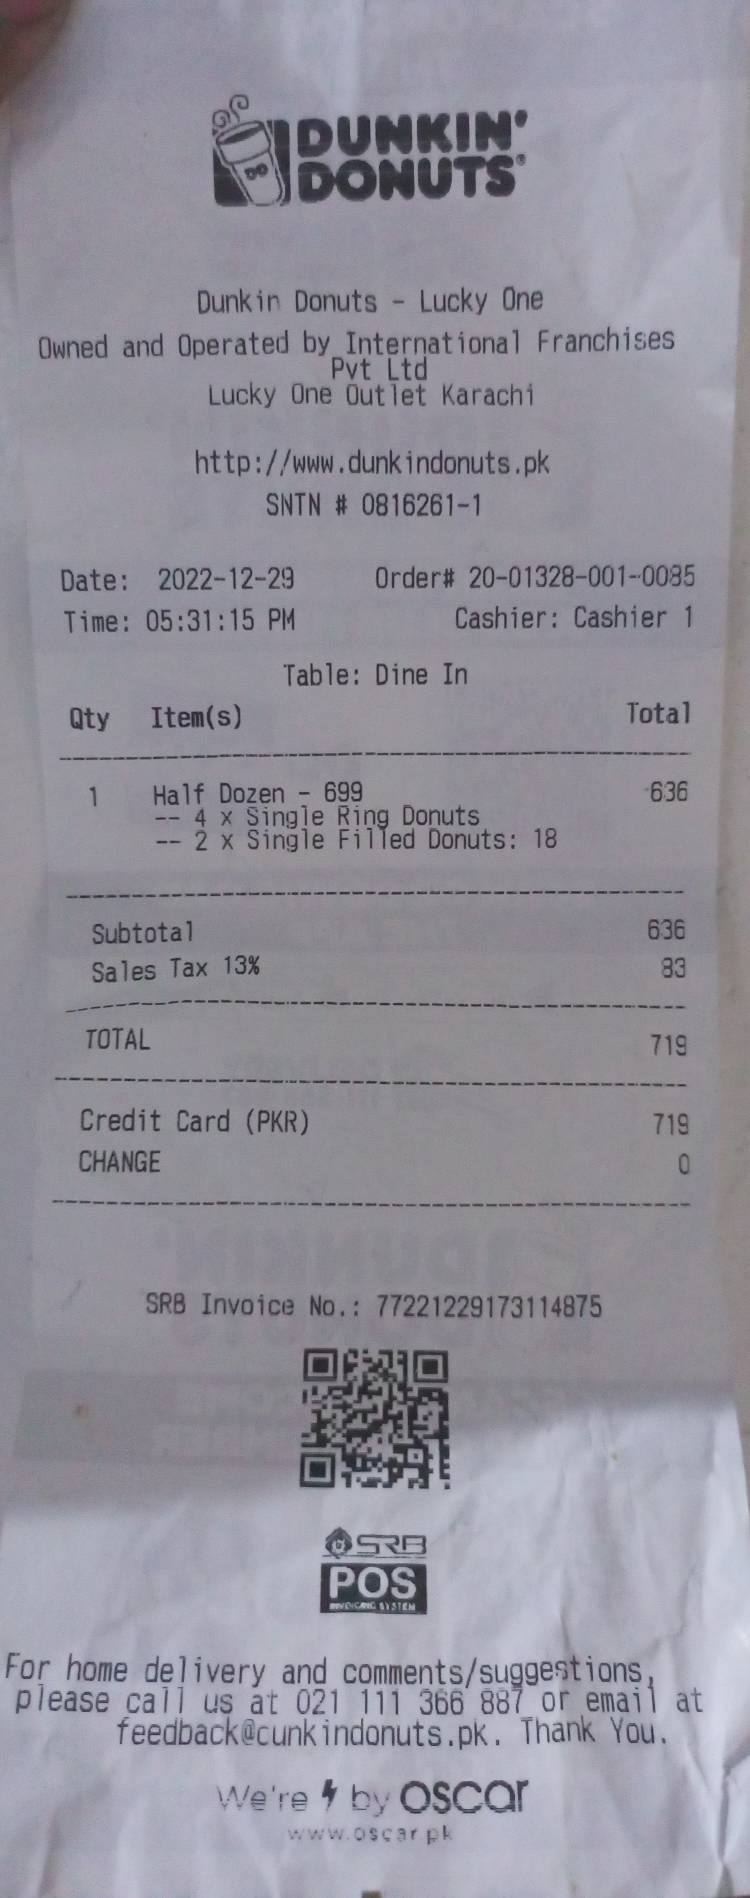 DUNKIN'
DONUTS
Dunkin Donuts - Lucky One
Owned and Operated by International Franchises
Pvt Ltd
Lucky One Outlet Karachi
http://www.dunkindonuts.pk
SNTN # 0816261-1
Date: 2022-12-29 Order# 20-01328-001-0085
Time: 05:31:15 PM Cashier: Cashier 1
Table: Dine In
Qty Item(s) Total
1 Half Dozen - 699 636
-- 4 x Single Ring Donuts
-- 2 x Single Filled Donuts: 18
Subtotal 636
Sales Tax 13% 83
TOTAL 719
Credit Card (PKR) 719
CHANGE 0
SRB Invoice No.: 77221229173114875
SRB
POS
INVOICING SYSTEM
For home delivery and comments/suggestions,
please call us at 021 111 366 887 or email at
feedback@cunkindonuts.pk. Thank You.
We're by oscar
www.oscar.pk